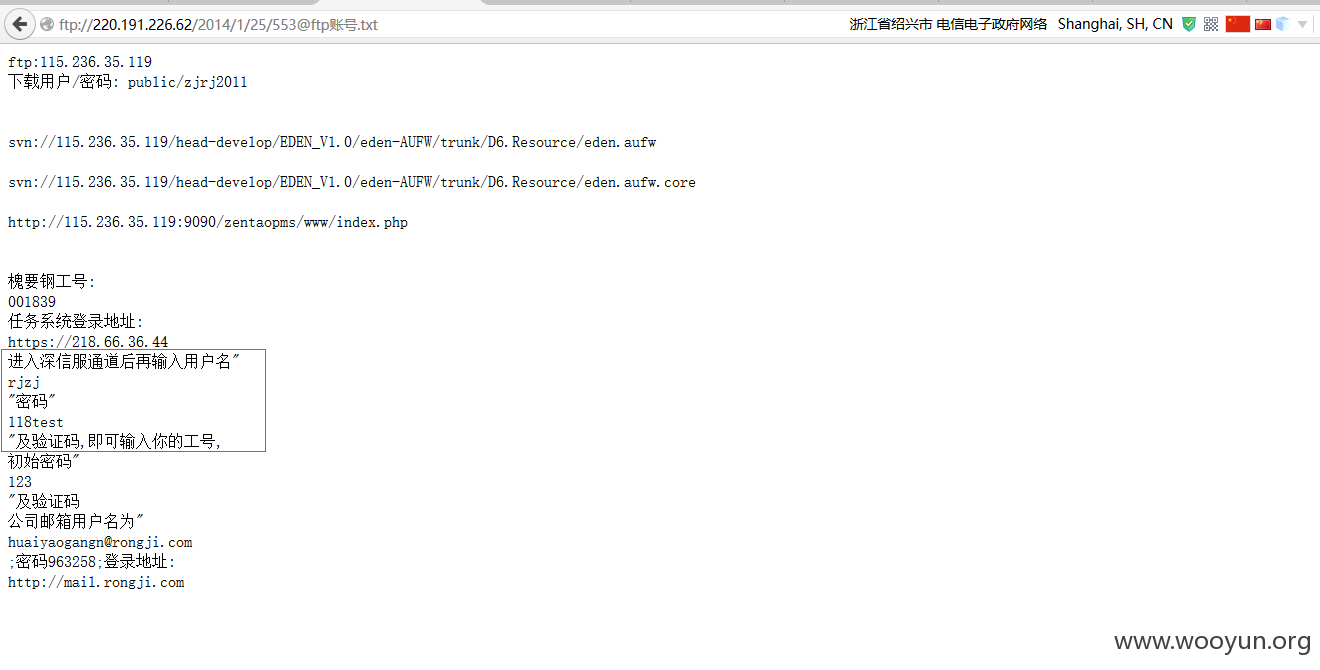 ftp://220.191.226.62/2014/1/25/553@ftp账号.txt
浙江省绍兴市 电信电子政府网络 Shanghai, SH, CN
ftp:115.236.35.119
下载用户/密码: public/zjrj2011
svn://115.236.35.119/head-develop/EDEN_V1.0/eden-AUFW/trunk/D6.Resource/eden.aufw
svn://115.236.35.119/head-develop/EDEN_V1.0/eden-AUFW/trunk/D6.Resource/eden.aufw.core
http://115.236.35.119:9090/zentaopms/www/index.php
槐要钢工号:
001839
任务系统登录地址:
https://218.66.36.44
进入深信服通道后再输入用户名"
rjzj
"密码"
118test
"及验证码,即可输入你的工号,
初始密码"
123
"及验证码
公司邮箱用户名为"
huaiyaogangn@rongji.com
;密码963258;登录地址:
http://mail.rongji.com
www.wooyun.org